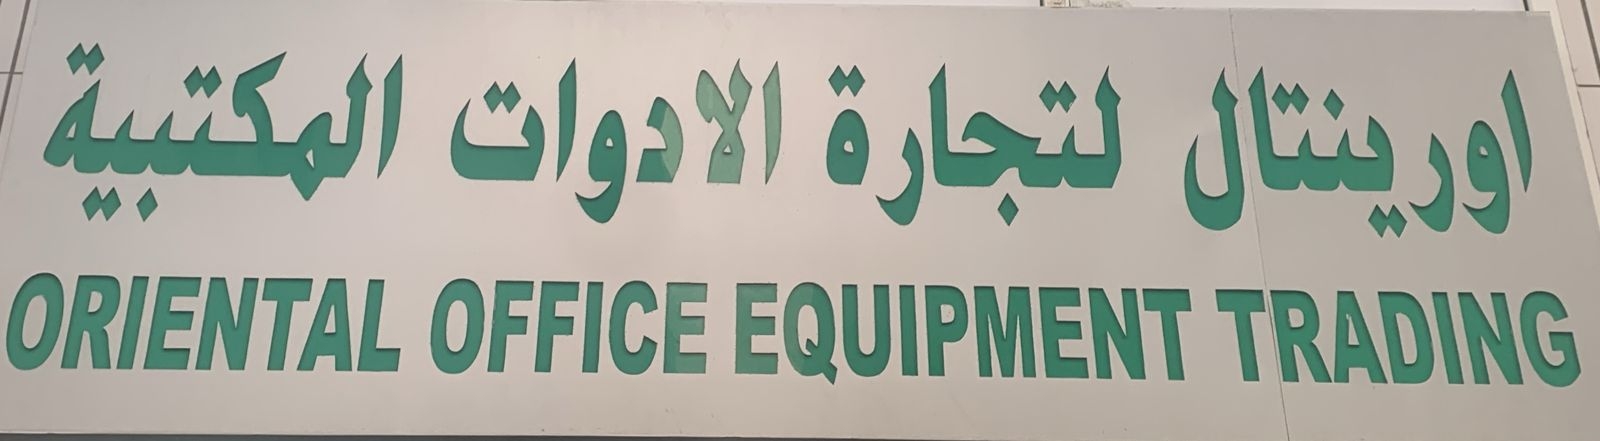 اورينتال لتجارة الادوات المكتبية
ORIENTAL OFFICE EQUIPMENT TRADING